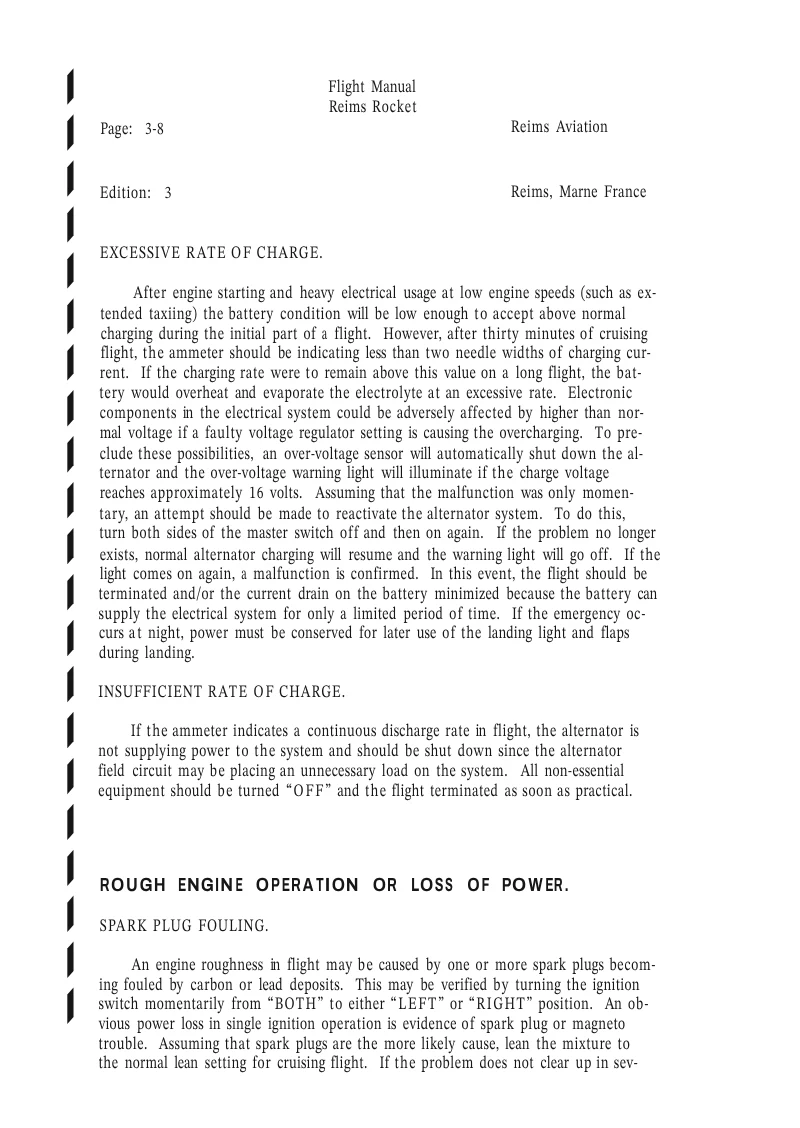 Flight Manual
Reims Rocket
Page: 3-8
Reims Aviation
Edition: 3
Reims, Marne France
EXCESSIVE RATE OF CHARGE.
After engine starting and heavy electrical usage at low engine speeds (such as ex-
tended taxiing) the battery condition will be low enough to accept above normal
charging during the initial part of a flight. However, after thirty minutes of cruising
flight, the ammeter should be indicating less than two needle widths of charging cur-
rent. If the charging rate were to remain above this value on a long flight, the bat-
tery would overheat and evaporate the electrolyte at an excessive rate. Electronic
components in the electrical system could be adversely affected by higher than nor-
mal voltage if a faulty voltage regulator setting is causing the overcharging. To pre-
clude these possibilities, an over-voltage sensor will automatically shut down the al-
ternator and the over-voltage warning light will illuminate if the charge voltage
reaches approximately 16 volts. Assuming that the malfunction was only momen-
tary, an attempt should be made to reactivate the alternator system. To do this,
turn both sides of the master switch off and then on again. If the problem no longer
exists, normal alternator charging will resume and the warning light will go off. If the
light comes on again, a malfunction is confirmed. In this event, the flight should be
terminated and/or the current drain on the battery minimized because the battery can
supply the electrical system for only a limited period of time. If the emergency oc-
curs at night, power must be conserved for later use of the landing light and flaps
during landing.
INSUFFICIENT RATE OF CHARGE.
If the ammeter indicates a continuous discharge rate in flight, the alternator is
not supplying power to the system and should be shut down since the alternator
field circuit may be placing an unnecessary load on the system. All non-essential
equipment should be turned “OFF” and the flight terminated as soon as practical.
ROUGH ENGINE OPERATION OR LOSS OF POWER.
SPARK PLUG FOULING.
An engine roughness in flight may be caused by one or more spark plugs becom-
ing fouled by carbon or lead deposits. This may be verified by turning the ignition
switch momentarily from “BOTH” to either “LEFT” or “RIGHT” position. An ob-
vious power loss in single ignition operation is evidence of spark plug or magneto
trouble. Assuming that spark plugs are the more likely cause, lean the mixture to
the normal lean setting for cruising flight. If the problem does not clear up in sev-